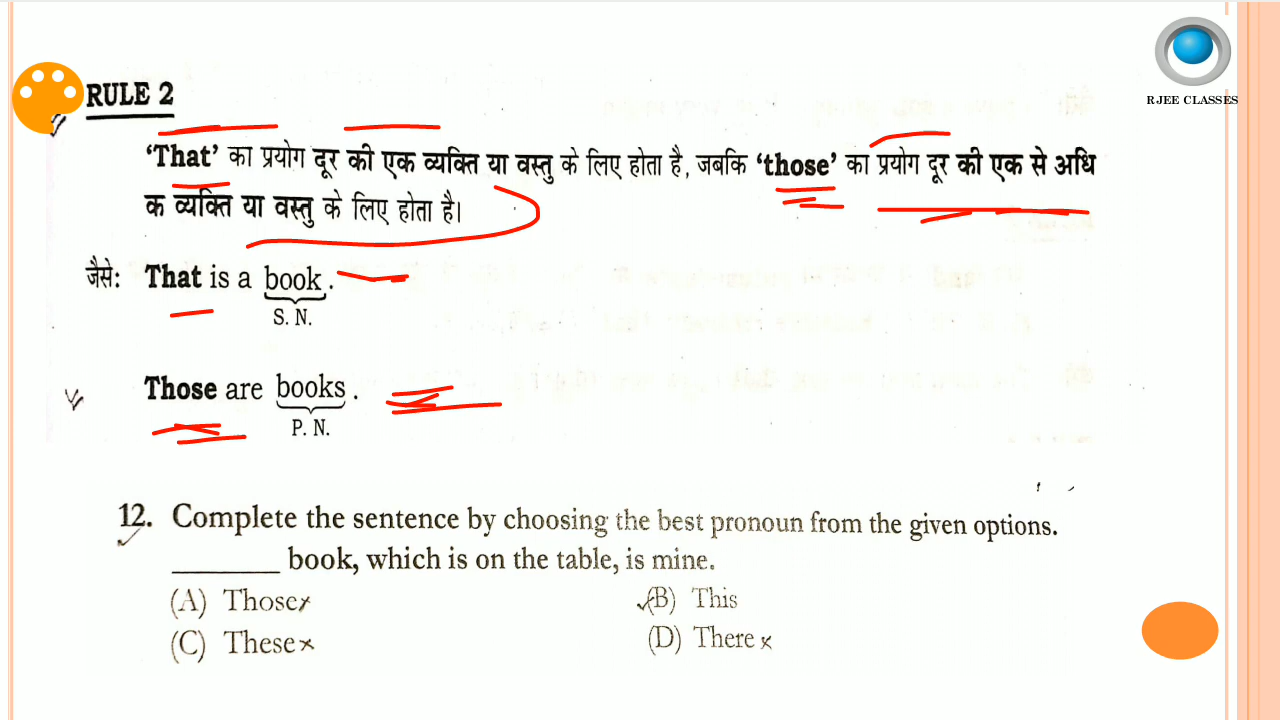 RJEE CLASSES
RULE 2
‘That’ का प्रयोग दूर की एक व्यक्ति या वस्तु के लिए होता है, जबकि ‘those’ का प्रयोग दूर की एक से अधि
क व्यक्ति या वस्तु के लिए होता है।
जैसे: That is a book.
S. N.
Those are books.
P. N.
12. Complete the sentence by choosing the best pronoun from the given options.
________ book, which is on the table, is mine.
(A) Those (B) This
(C) These (D) There